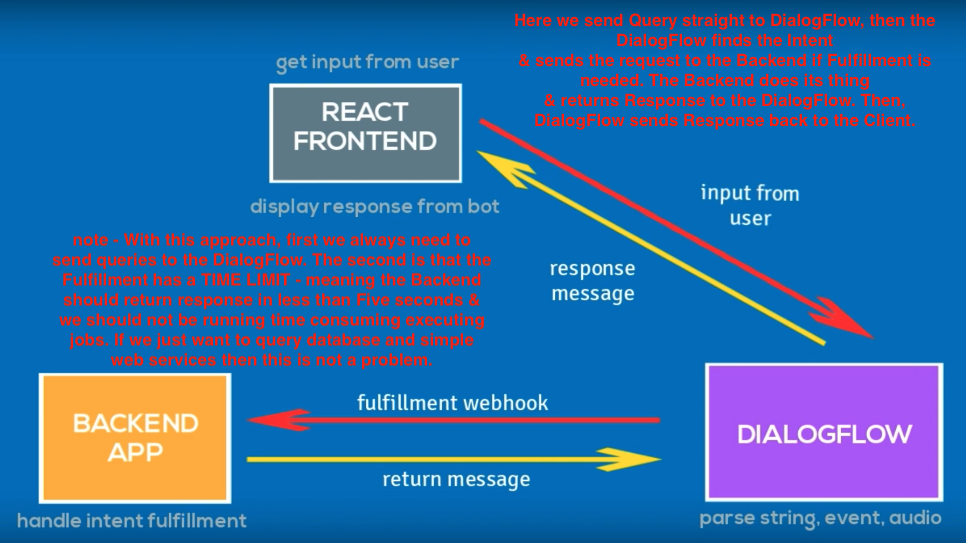 Here we send Query straight to DialogFlow, then the
DialogFlow finds the Intent
& sends the request to the Backend if Fulfillment is
needed. The Backend does its thing
& returns Response to the DialogFlow. Then,
DialogFlow sends Response back to the Client.
get input from user
REACT
FRONTEND
display response from bot
input from
user
response
message
note - With this approach, first we always need to
send queries to the DialogFlow. The second is that the
Fulfillment has a TIME LIMIT - meaning the Backend
should return response in less than Five seconds &
we should not be running time consuming executing
jobs. If we just want to query database and simple
web services then this is not a problem.
BACKEND
APP
handle intent fulfillment
fulfillment webhook
return message
DIALOGFLOW
parse string, event, audio